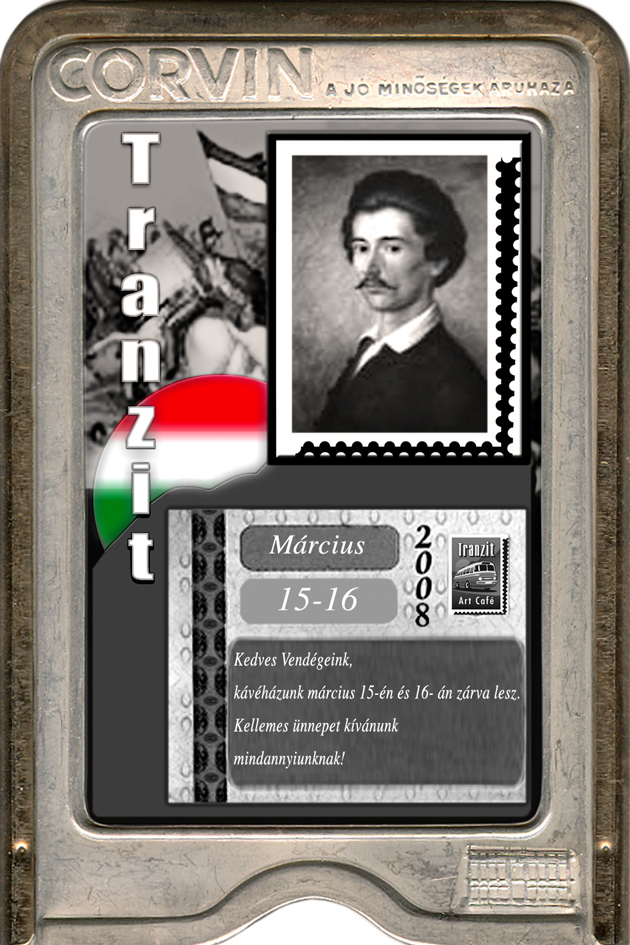 CORVIN
A JÓ MINŐSÉGEK ÁRUHÁZA
Tranzit
Március
15-16
2008
Tranzit
Art Café
Kedves Vendégeink,
kávéházunk március 15-én és 16- án zárva lesz.
Kellemes ünnepet kívánunk
mindannyiunknak!